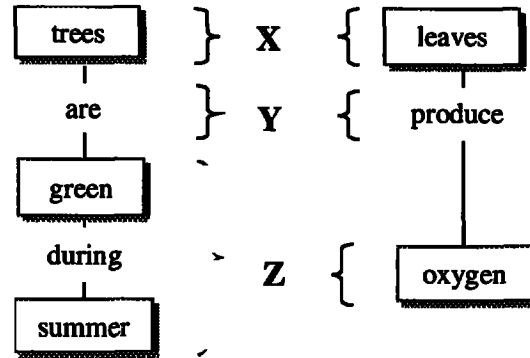 trees X leaves
are Y produce
green
during Z oxygen
summer